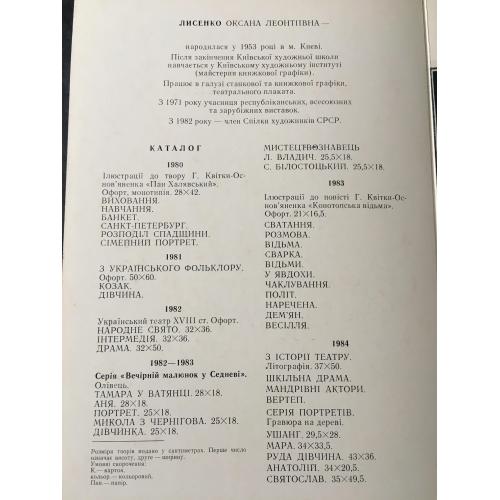 ЛИСЕНКО ОКСАНА ЛЕОНТІЇВНА —
народилася у 1953 році в м. Києві.
Після закінчення Київської художньої школи
навчається у Київському художньому інституті
(майстерня книжкової графіки).
Працює в галузі станкової та книжкової графіки,
театрального плаката.
З 1971 року учасниця республіканських, всесоюзних
та зарубіжних виставок.
З 1982 року — член Спілки художників СРСР.
КАТАЛОГ
1980
Ілюстрації до твору Г. Квітки-Ос-
нов'яненка «Пан Халявський».
Офорт, монотипія. 28×42.
ВИХОВАННЯ.
НАВЧАННЯ.
БАНКЕТ.
САНКТ-ПЕТЕРБУРГ.
РОЗПОДІЛ СПАДЩИНИ.
СІМЕЙНИЙ ПОРТРЕТ.
1981
З УКРАЇНСЬКОГО ФОЛЬКЛОРУ.
Офорт. 50×60.
КОЗАК.
ДІВЧИНА.
1982
Український театр XVIII ст. Офорт.
НАРОДНЕ СВЯТО. 32×36.
ІНТЕРМЕДІЯ. 32×36.
ДРАМА. 32×50.
1982—1983
Серія «Вечірній малюнок у Седневі».
Олівець.
ТАМАРА У ВАТЯНЦІ. 28×18.
АНЯ. 28×18.
ПОРТРЕТ. 25×18.
МИКОЛА З ЧЕРНІГОВА. 25×18.
ДІВЧИНКА. 25×18.
Розміри творів подано у сантиметрах. Перше число
означає висоту, друге — ширину.
Умовні скорочення:
К.— картон.
кольор.— кольоровий.
Пап.— папір.
МИСТЕЦТВОЗНАВЕЦЬ
Л. ВЛАДИЧ. 25,5×18.
С. БІЛОСТОЦЬКИЙ. 25,5×18.
1983
Ілюстрації до повісті Г. Квітки-Ос-
нов'яненка «Конотопська відьма».
Офорт. 21×16,5.
СВАТАННЯ.
РОЗМОВА.
ВІДЬМА.
СВАРКА.
ВІДЬМИ.
У ЯВДОХИ.
ЧАКЛУВАННЯ.
ПОЛІТ.
НАРЕЧЕНА.
ДЕМ'ЯН.
ВЕСІЛЛЯ.
1984
З ІСТОРІЇ ТЕАТРУ.
Літографія. 37×50.
ШКІЛЬНА ДРАМА.
МАНДРІВНІ АКТОРИ.
ВЕРТЕП.
СЕРІЯ ПОРТРЕТІВ.
Гравюра на дереві.
УШАНГ. 29,5×28.
МАРА. 34×33,5.
РУДА ДІВЧИНА. 43×36.
АНАТОЛІЙ. 34×20,5.
СВЯТОСЛАВ. 35×49,5.